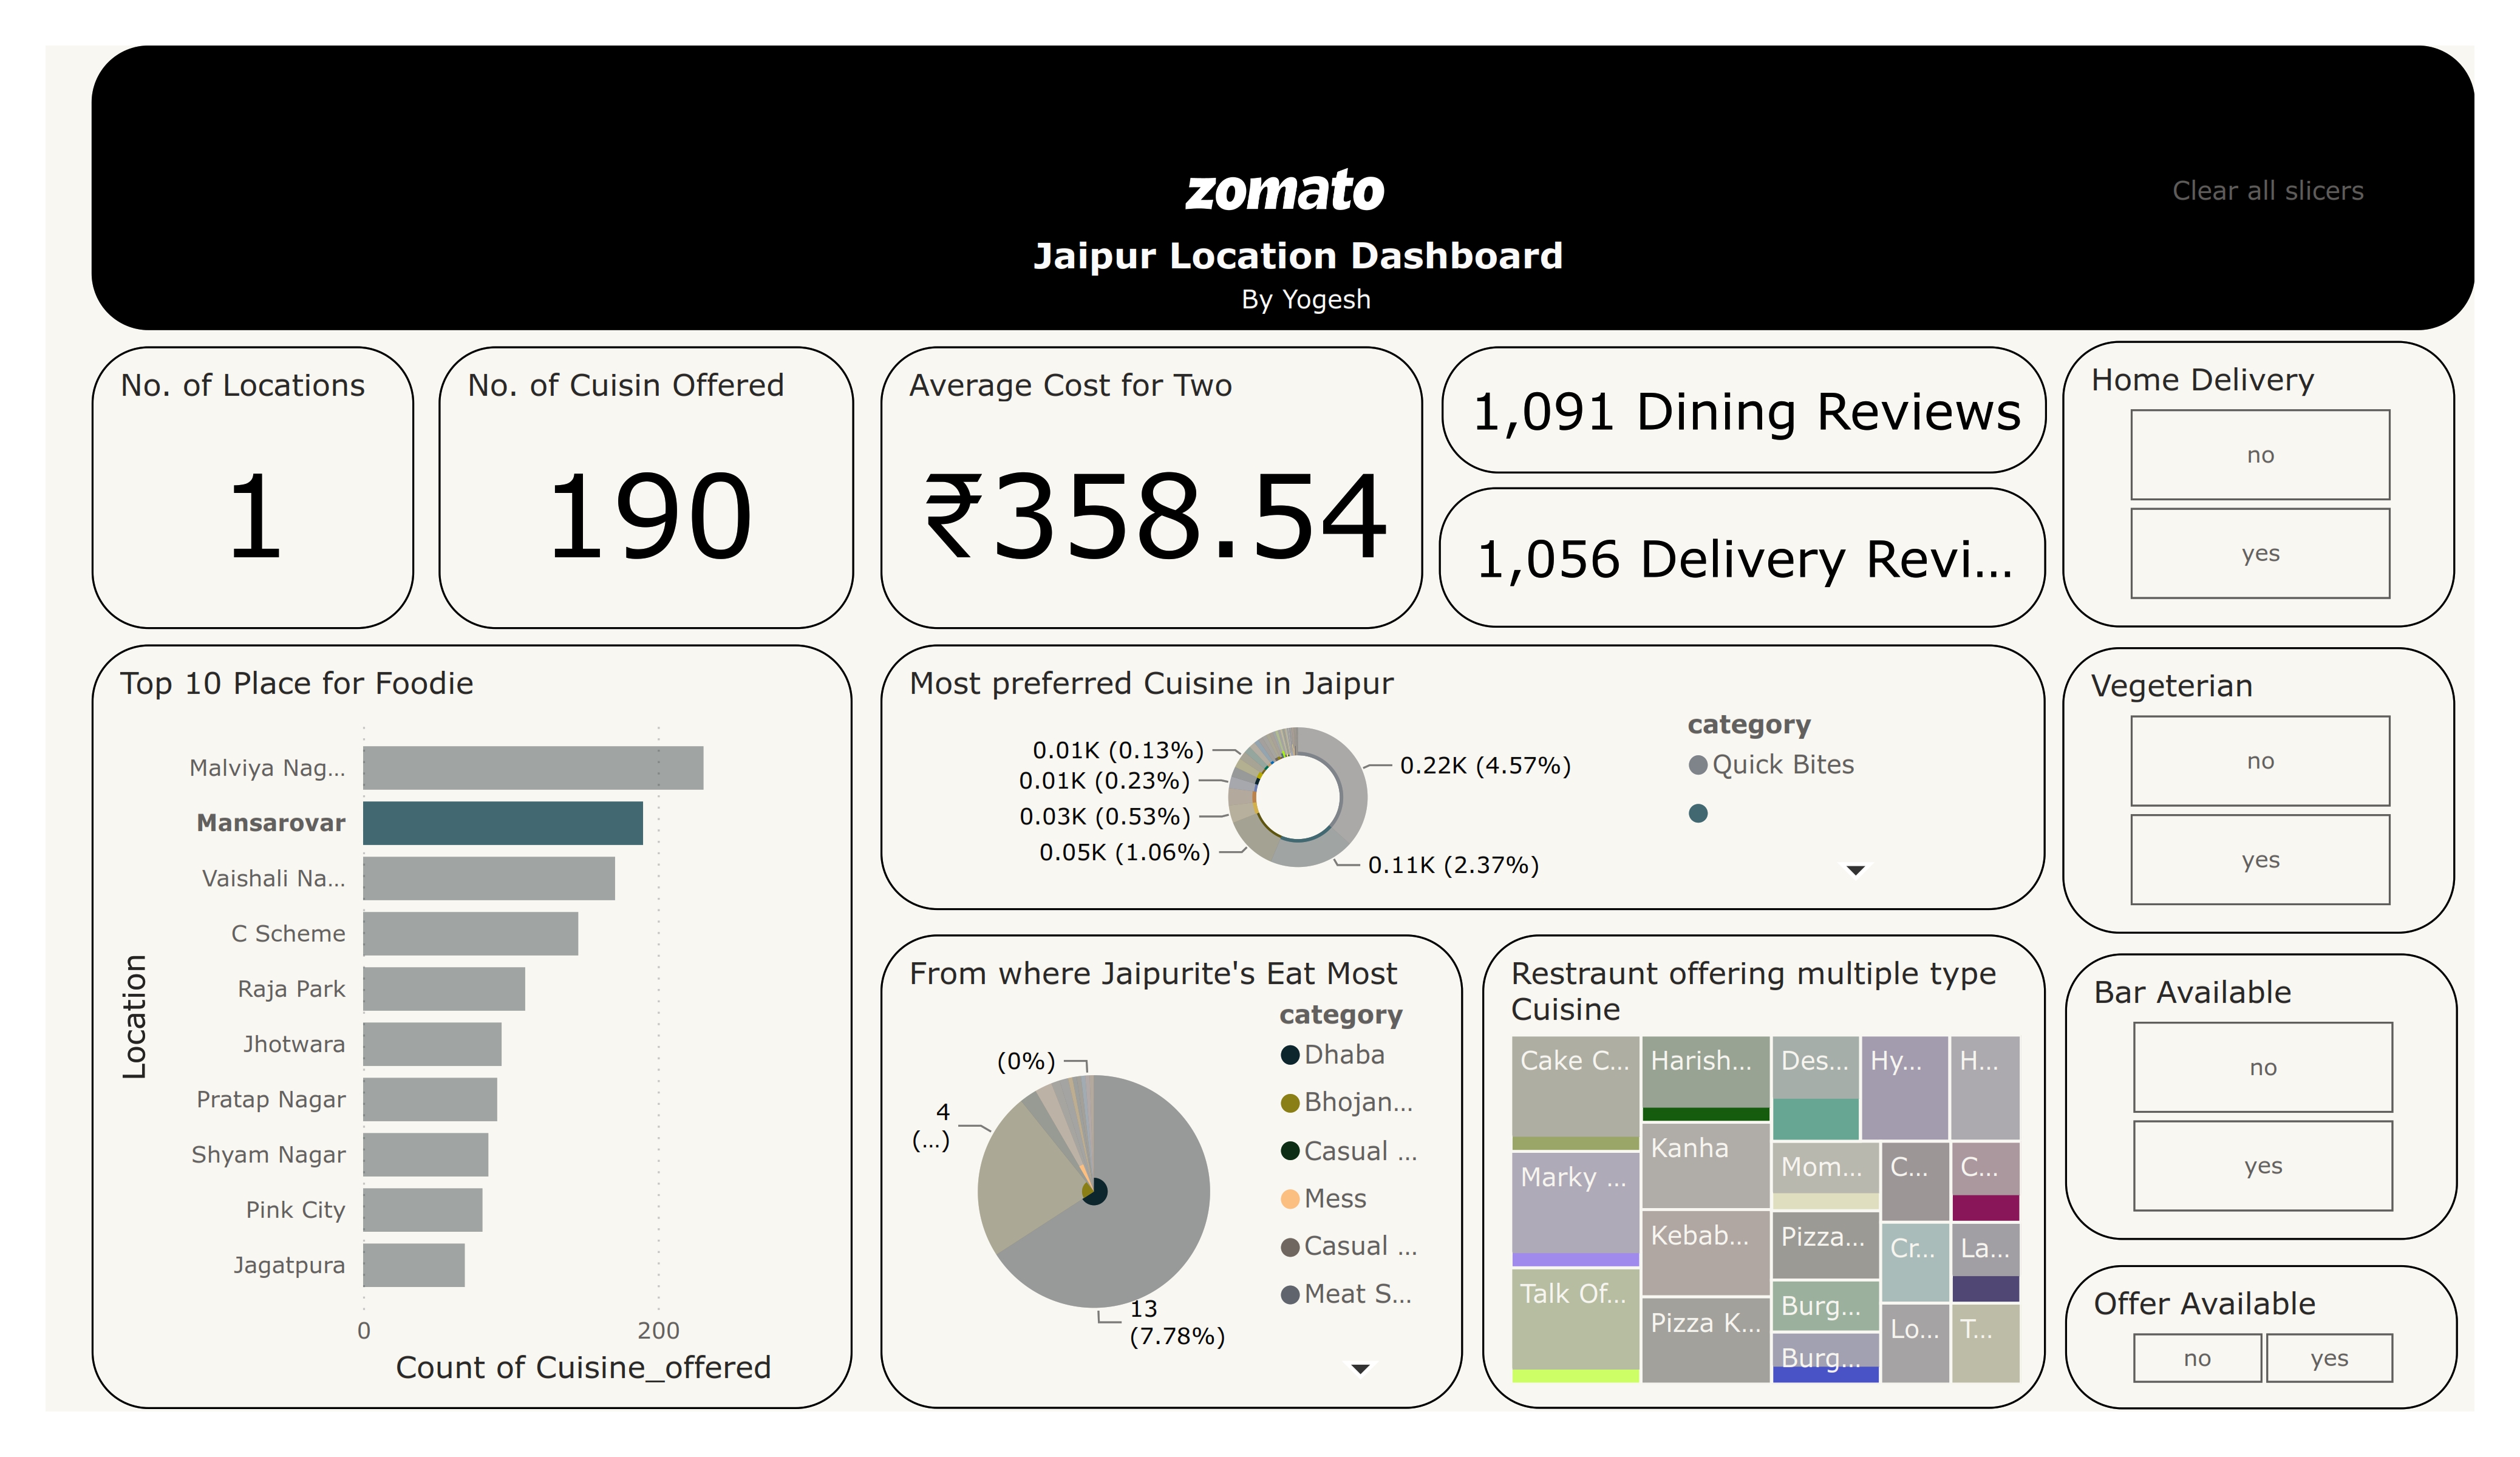 zomato
Clear all slicers
Jaipur Location Dashboard
By Yogesh
No. of Locations
1
No. of Cuisin Offered
190
Average Cost for Two
₹358.54
1,091 Dining Reviews
1,056 Delivery Revi...
Home Delivery
no
yes
Top 10 Place for Foodie
Malviya Nag...
Mansarovar
Vaishali Na...
C Scheme
Raja Park
Jhotwara
Pratap Nagar
Shyam Nagar
Pink City
Jagatpura
Location
0
200
Count of Cuisine_offered
Most preferred Cuisine in Jaipur
0.01K (0.13%)
0.01K (0.23%)
0.03K (0.53%)
0.05K (1.06%)
0.22K (4.57%)
0.11K (2.37%)
category
Quick Bites
Vegeterian
no
yes
From where Jaipurite's Eat Most
(0%)
4
(...)
13
(7.78%)
category
Dhaba
Bhojan...
Casual ...
Mess
Casual ...
Meat S...
Restraunt offering multiple type
Cuisine
Cake C...
Marky ...
Talk Of...
Harish...
Kanha
Kebab...
Pizza K...
Des...
Hy...
H...
Mom...
Pizza...
Burg...
Burg...
C...
Cr...
Lo...
C...
La...
T...
Bar Available
no
yes
Offer Available
no
yes